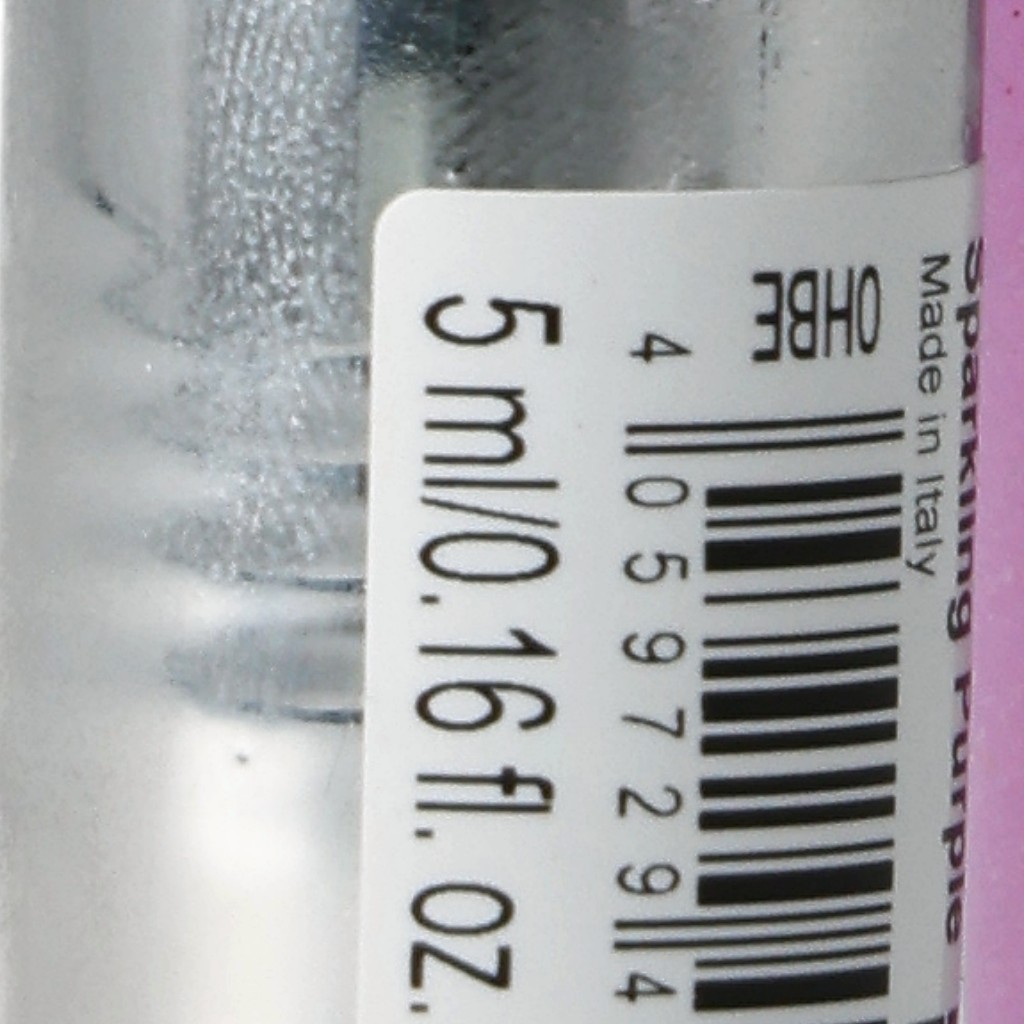 Sparkling Purple
Made in Italy
OHBE
4 059729 4
5 ml/0.16 fl. oz.